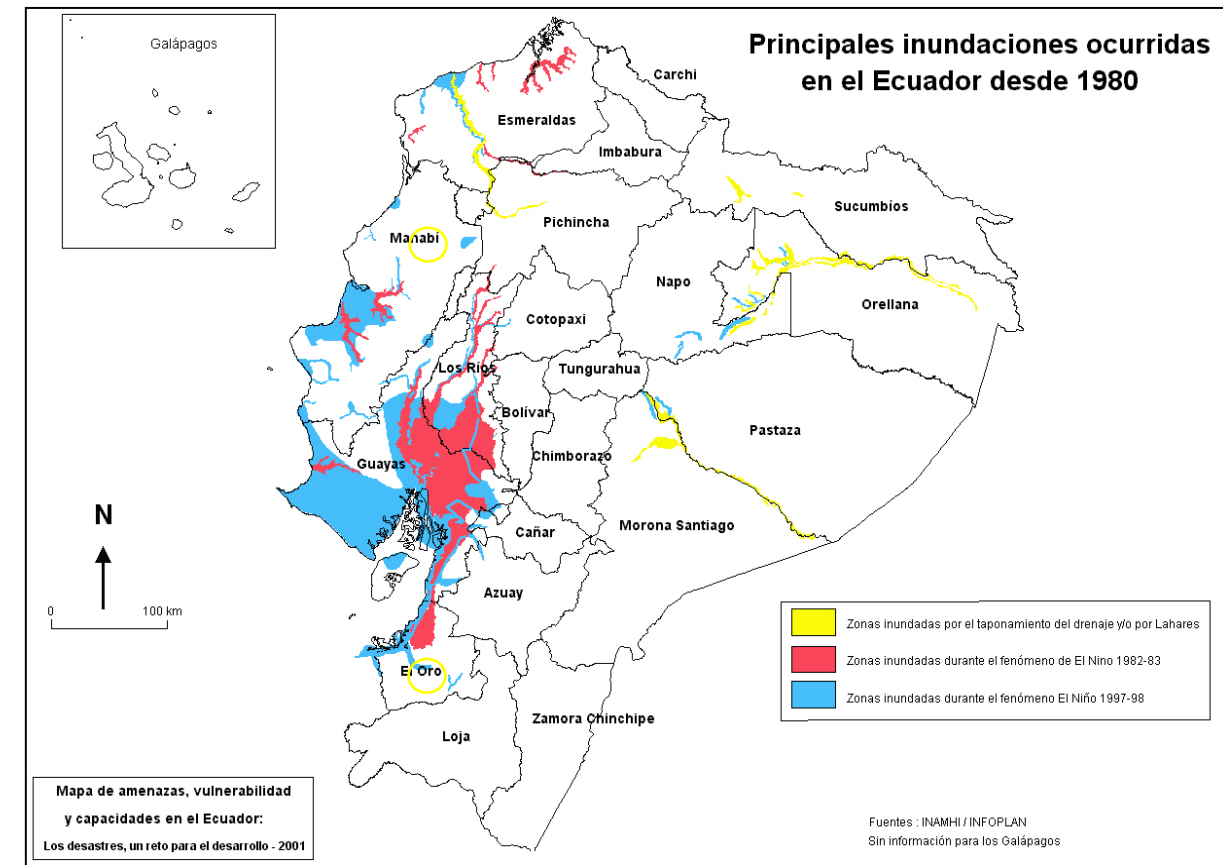 Galápagos
Principales inundaciones ocurridas
en el Ecuador desde 1980
Carchi
Esmeraldas
Imbabura
Sucumbíos
Pichincha
Manabí
Napo
Orellana
Cotopaxi
Los Ríos
Tungurahua
Bolívar
Pastaza
Chimborazo
Guayas
N
Morona Santiago
Cañar
Azuay
0 100 km
Zonas inundadas por el taponamiento del drenaje y/o por Lahares
Zonas inundadas durante el fenómeno de El Nino 1982-83
Zonas inundadas durante el fenómeno El Niño 1997-98
El Oro
Zamora Chinchipe
Loja
Mapa de amenazas, vulnerabilidad
y capacidades en el Ecuador:
Los desastres, un reto para el desarrollo - 2001
Fuentes : INAMHI / INFOPLAN
Sin información para los Galápagos